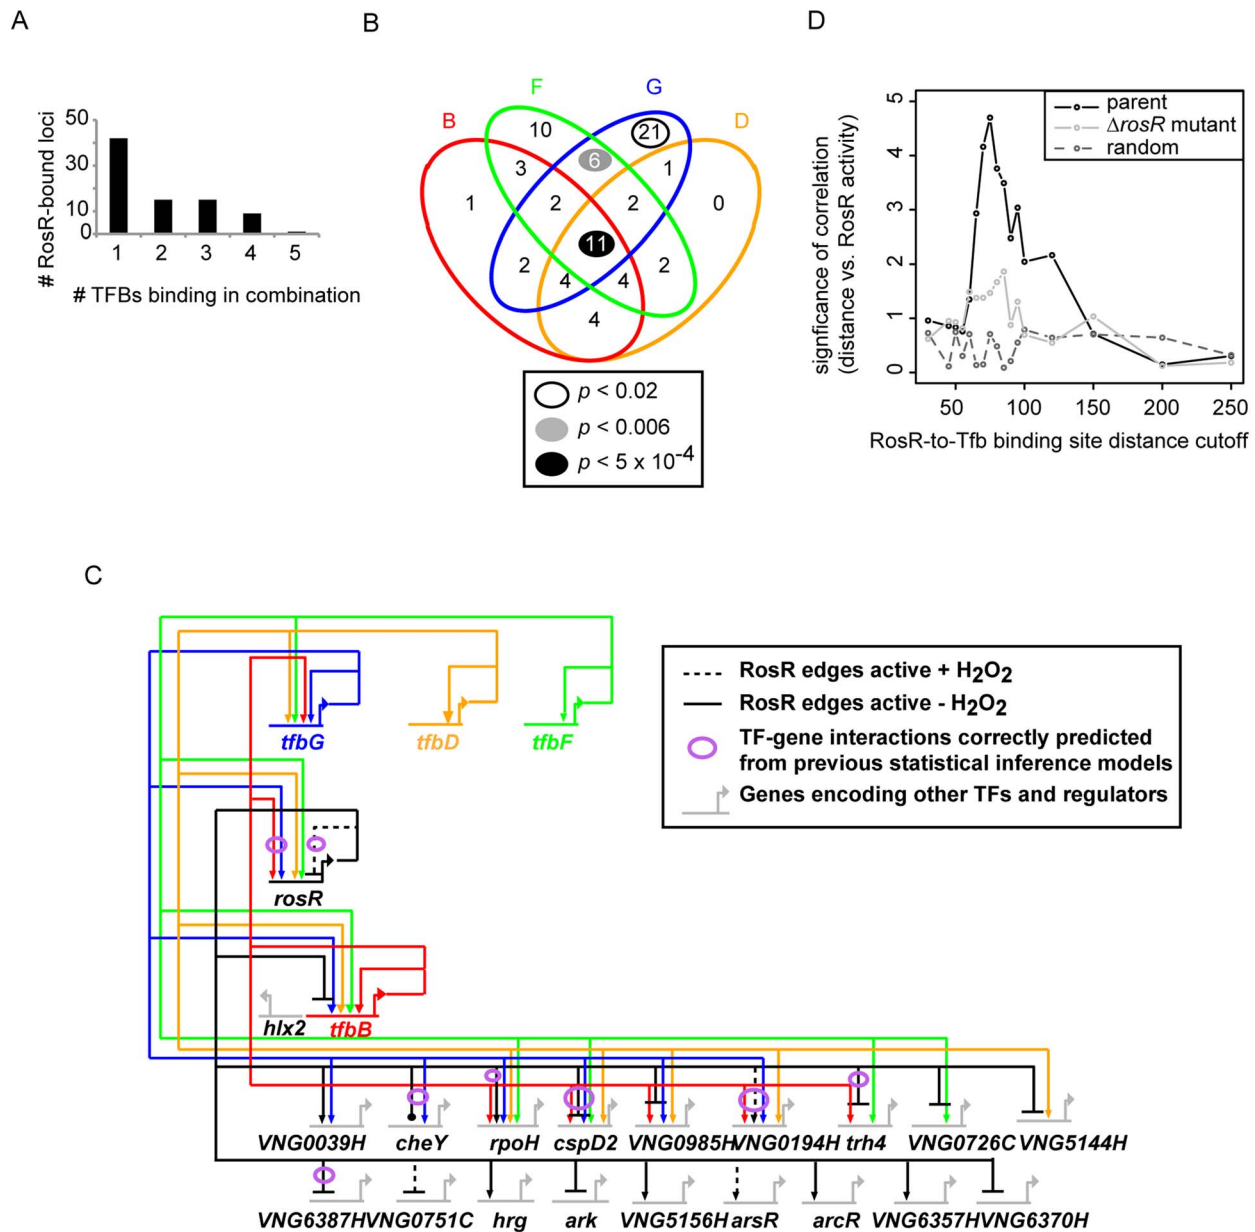 A
# RosR-bound loci
50
30
10
0
1 2 3 4 5
# TFBs binding in combination
B
B F G D
10
21
3
6
1
1
2
2
0
11
2
4
4
2
4
p < 0.02
p < 0.006
p < 5 x 10-4
D
signficance of correlation
(distance vs. RosR activity)
5
4
3
2
1
0
parent
ΔrosR mutant
random
50 100 150 200 250
RosR-to-Tfb binding site distance cutoff
C
tfbG tfbD tfbF
rosR
hlx2 tfbB
RosR edges active + H2O2
RosR edges active - H2O2
TF-gene interactions correctly predicted
from previous statistical inference models
Genes encoding other TFs and regulators
VNG0039H cheY rpoH cspD2 VNG0985H VNG0194H trh4 VNG0726C VNG5144H
VNG6387H VNG0751C hrg ark VNG5156H arsR arcR VNG6357H VNG6370H